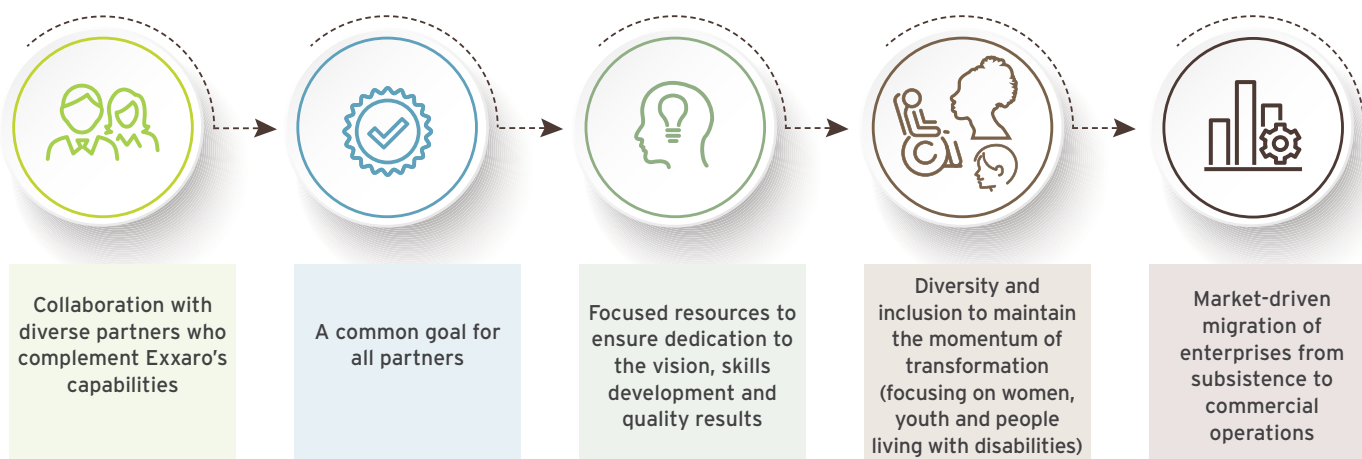 Collaboration with
diverse partners who
complement Exxaro's
capabilities
A common goal for
all partners
Focused resources to
ensure dedication to
the vision, skills
development and
quality results
Diversity and
inclusion to maintain
the momentum of
transformation
(focusing on women,
youth and people
living with disabilities)
Market-driven
migration of
enterprises from
subsistence to
commercial
operations